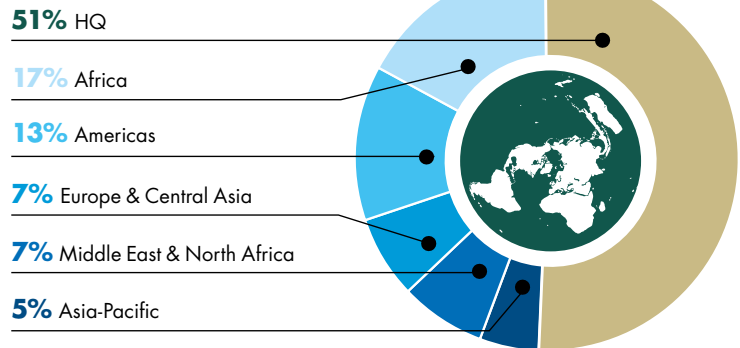 51% HQ
17% Africa
13% Americas
7% Europe & Central Asia
7% Middle East & North Africa
5% Asia-Pacific